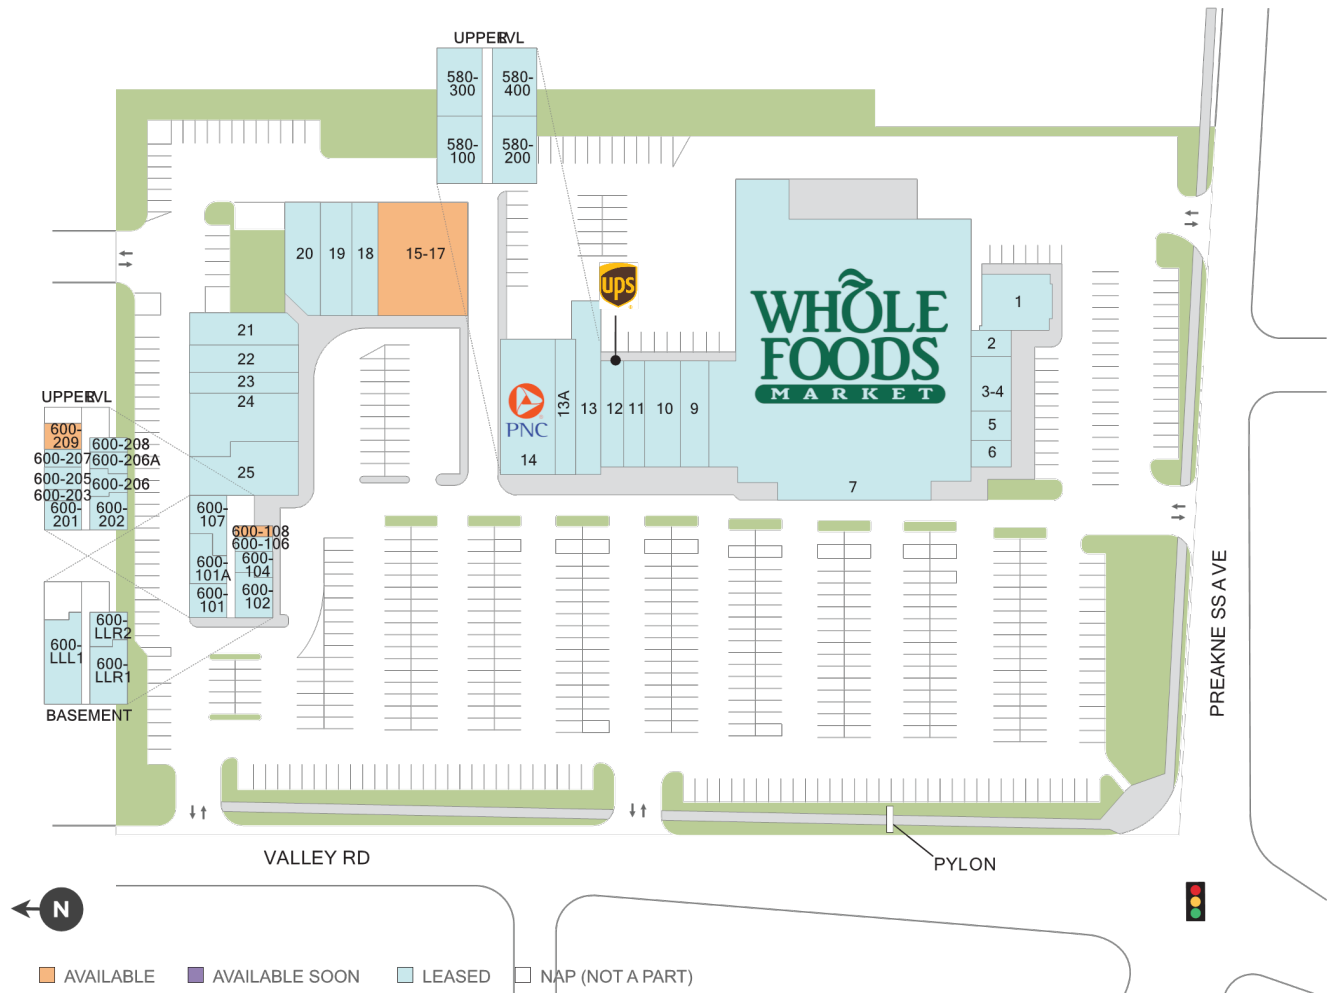 UPPER LVL
580-
300
580-
400
580-
100
580-
200
20
19
18
15-17
ups
WHOLE
FOODS
MARKET
1
2
3-4
5
6
7
21
22
23
24
25
PNC
14
13A
13
12
11
10
9
UPPER LVL
600-
209
600-208
600-207
600-206A
600-205
600-206
600-203
600-
201
600-
202
600-
107
600-108
600-106
600-
101A
600-
104
600-
101
600-
102
600-
LLL1
600-
LLR2
600-
LLR1
BASEMENT
PREAKNE SS AVE
VALLEY RD
PYLON
N
AVAILABLE
AVAILABLE SOON
LEASED
NAP (NOT A PART)